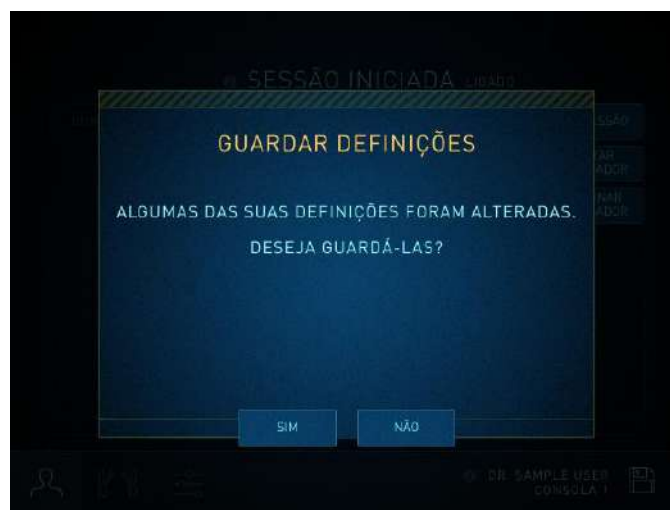 SESSÃO INICIADA LIGADO
GUARDAR DEFINIÇÕES
ALGUMAS DAS SUAS DEFINIÇÕES FORAM ALTERADAS.
DESEJA GUARDÁ-LAS?
SIM
NÃO
DR. SAMPLE USER
CONSOLA 1